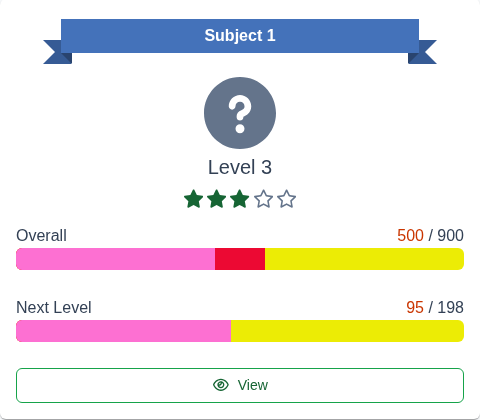 Subject 1
?
Level 3
Overall 500 / 900
Next Level 95 / 198
View